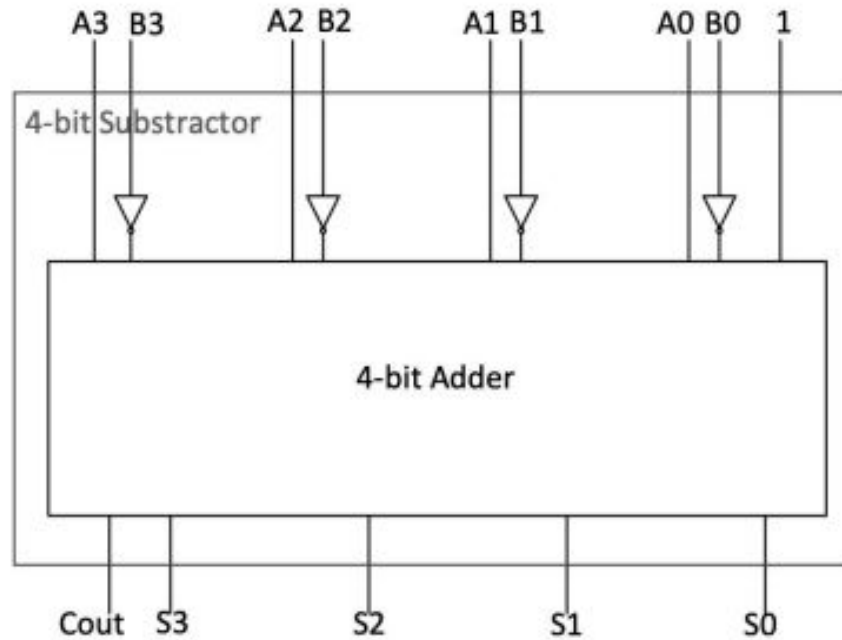 A3 B3 A2 B2 A1 B1 A0 B0 1
4-bit Substractor
4-bit Adder
Cout S3 S2 S1 S0